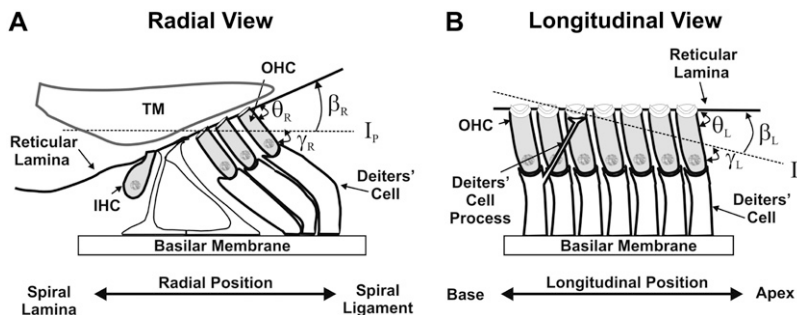 A
Radial View
OHC
TM
θR
βR
IP
γR
Reticular
Lamina
IHC
Deiters'
Cell
Basilar Membrane
Radial Position
Spiral
Lamina
Spiral
Ligament
B
Longitudinal View
Reticular
Lamina
OHC
θL
βL
γL
I
Deiters'
Cell
Process
Deiters'
Cell
Basilar Membrane
Longitudinal Position
Base
Apex